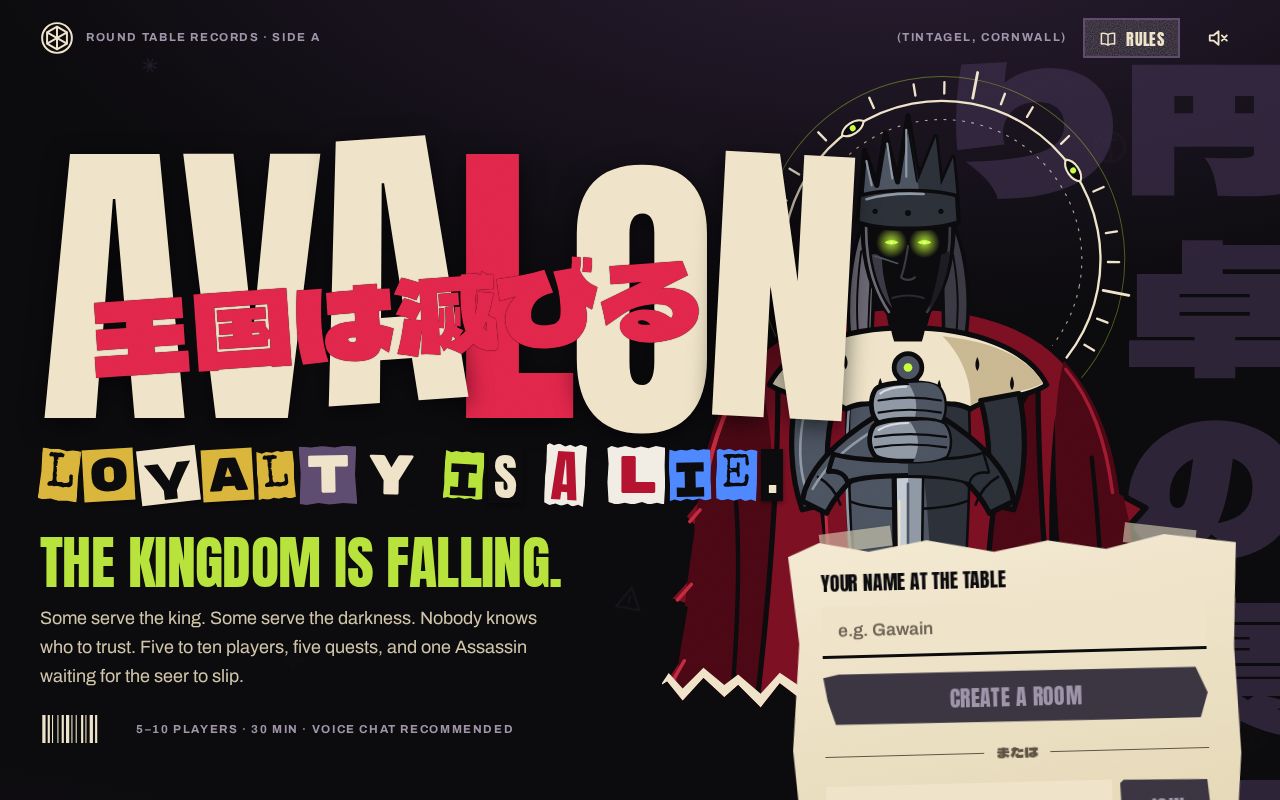 ROUND TABLE RECORDS · SIDE A
(TINTAGEL, CORNWALL)
RULES
AVALON
王国は滅びる
LOYALTY IS A LIE.
THE KINGDOM IS FALLING.
Some serve the king. Some serve the darkness. Nobody knows
who to trust. Five to ten players, five quests, and one Assassin
waiting for the seer to slip.
5–10 PLAYERS · 30 MIN · VOICE CHAT RECOMMENDED
YOUR NAME AT THE TABLE
e.g. Gawain
CREATE A ROOM
または
円卓の